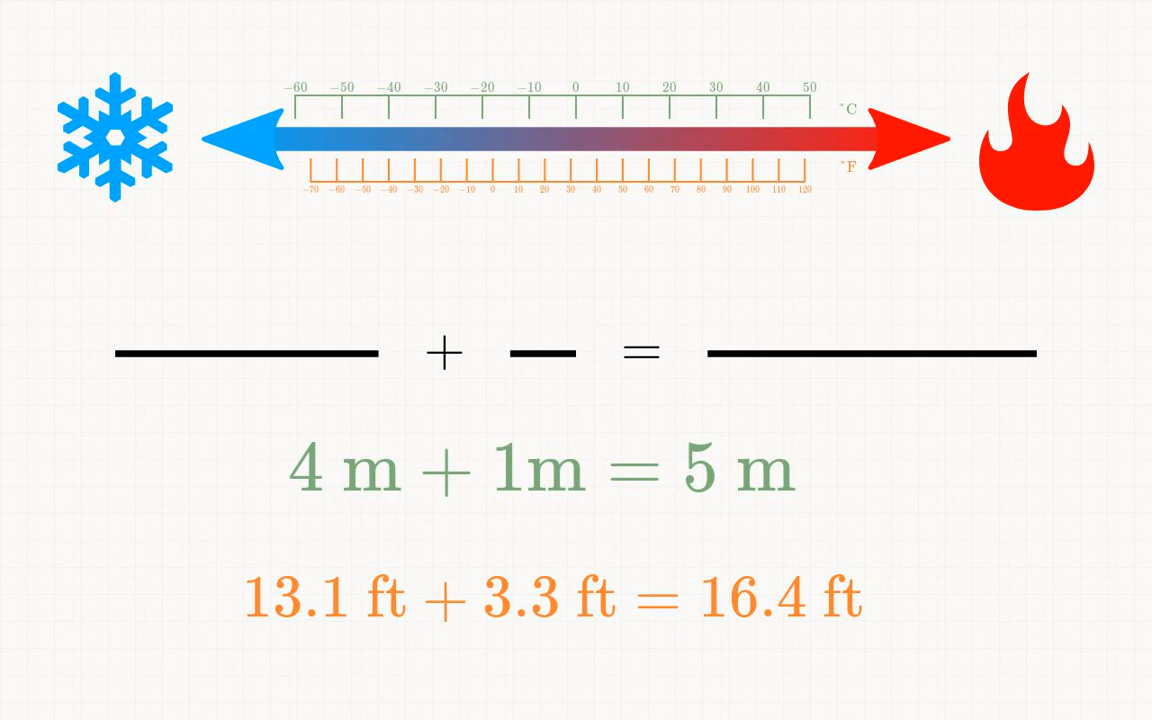 −60 −50 −40 −30 −20 −10 0 10 20 30 40 50
°C
°F
−70 −60 −50 −40 −30 −20 −10 0 10 20 30 40 50 60 70 80 90 100 110 120
+ =
4 m + 1m = 5 m
13.1 ft + 3.3 ft = 16.4 ft